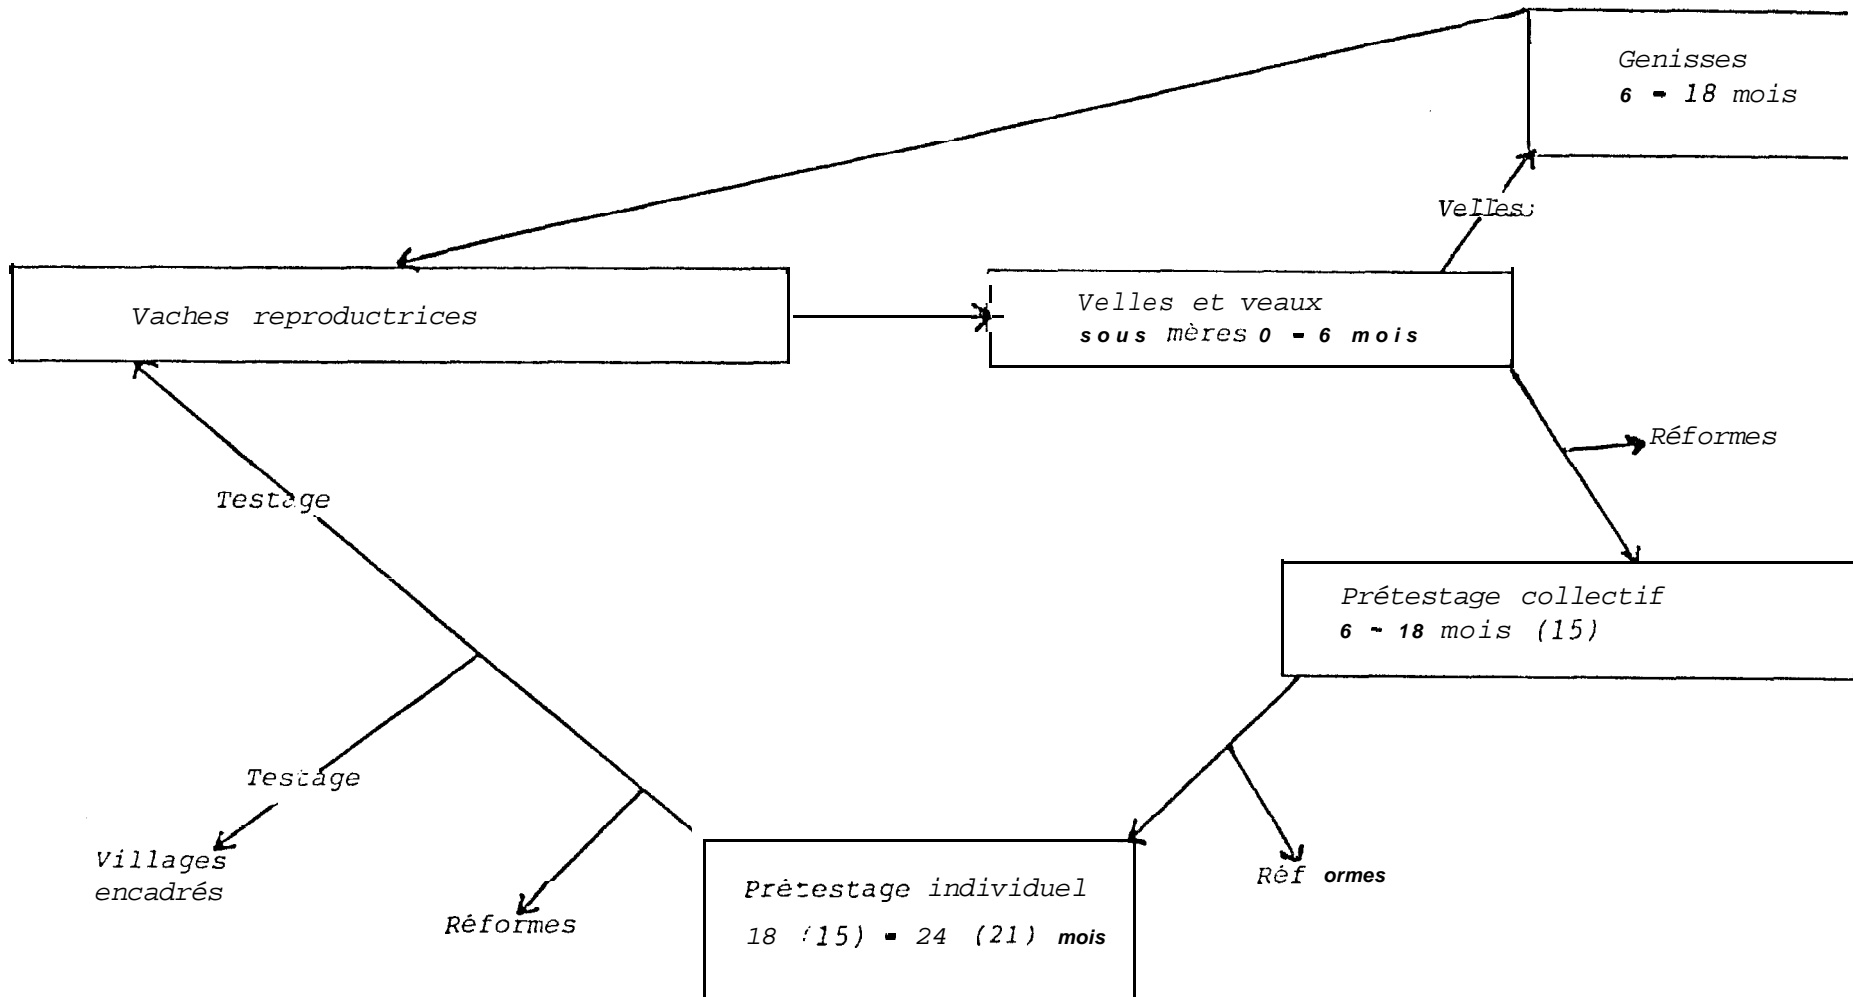 Genisses
6 - 18 mois
Velles
Vaches reproductrices
Velles et veaux
sous mères 0 - 6 mois
Réformes
Testage
Prétestage collectif
6 - 18 mois (15)
Testage
Villages
encadrés
Réformes
Prétestage individuel
18 (15) - 24 (21) mois
Réformes